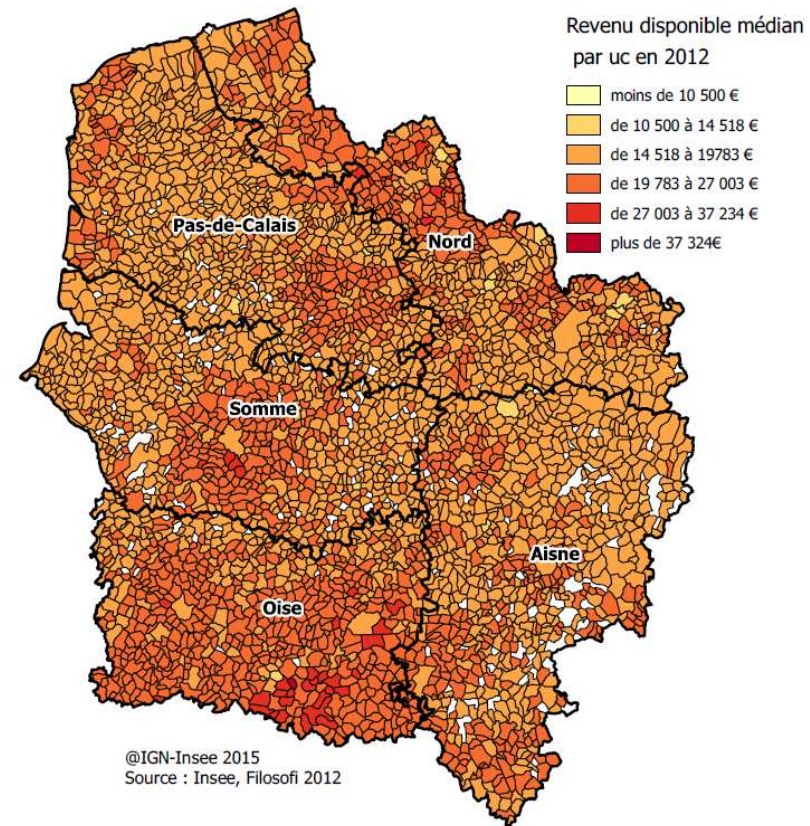 Revenu disponible médian
par uc en 2012
moins de 10 500 €
de 10 500 à 14 518 €
de 14 518 à 19783 €
de 19 783 à 27 003 €
de 27 003 à 37 234 €
plus de 37 324€
Pas-de-Calais
Nord
Somme
Aisne
Oise
@IGN-Insee 2015
Source : Insee, Filosofi 2012